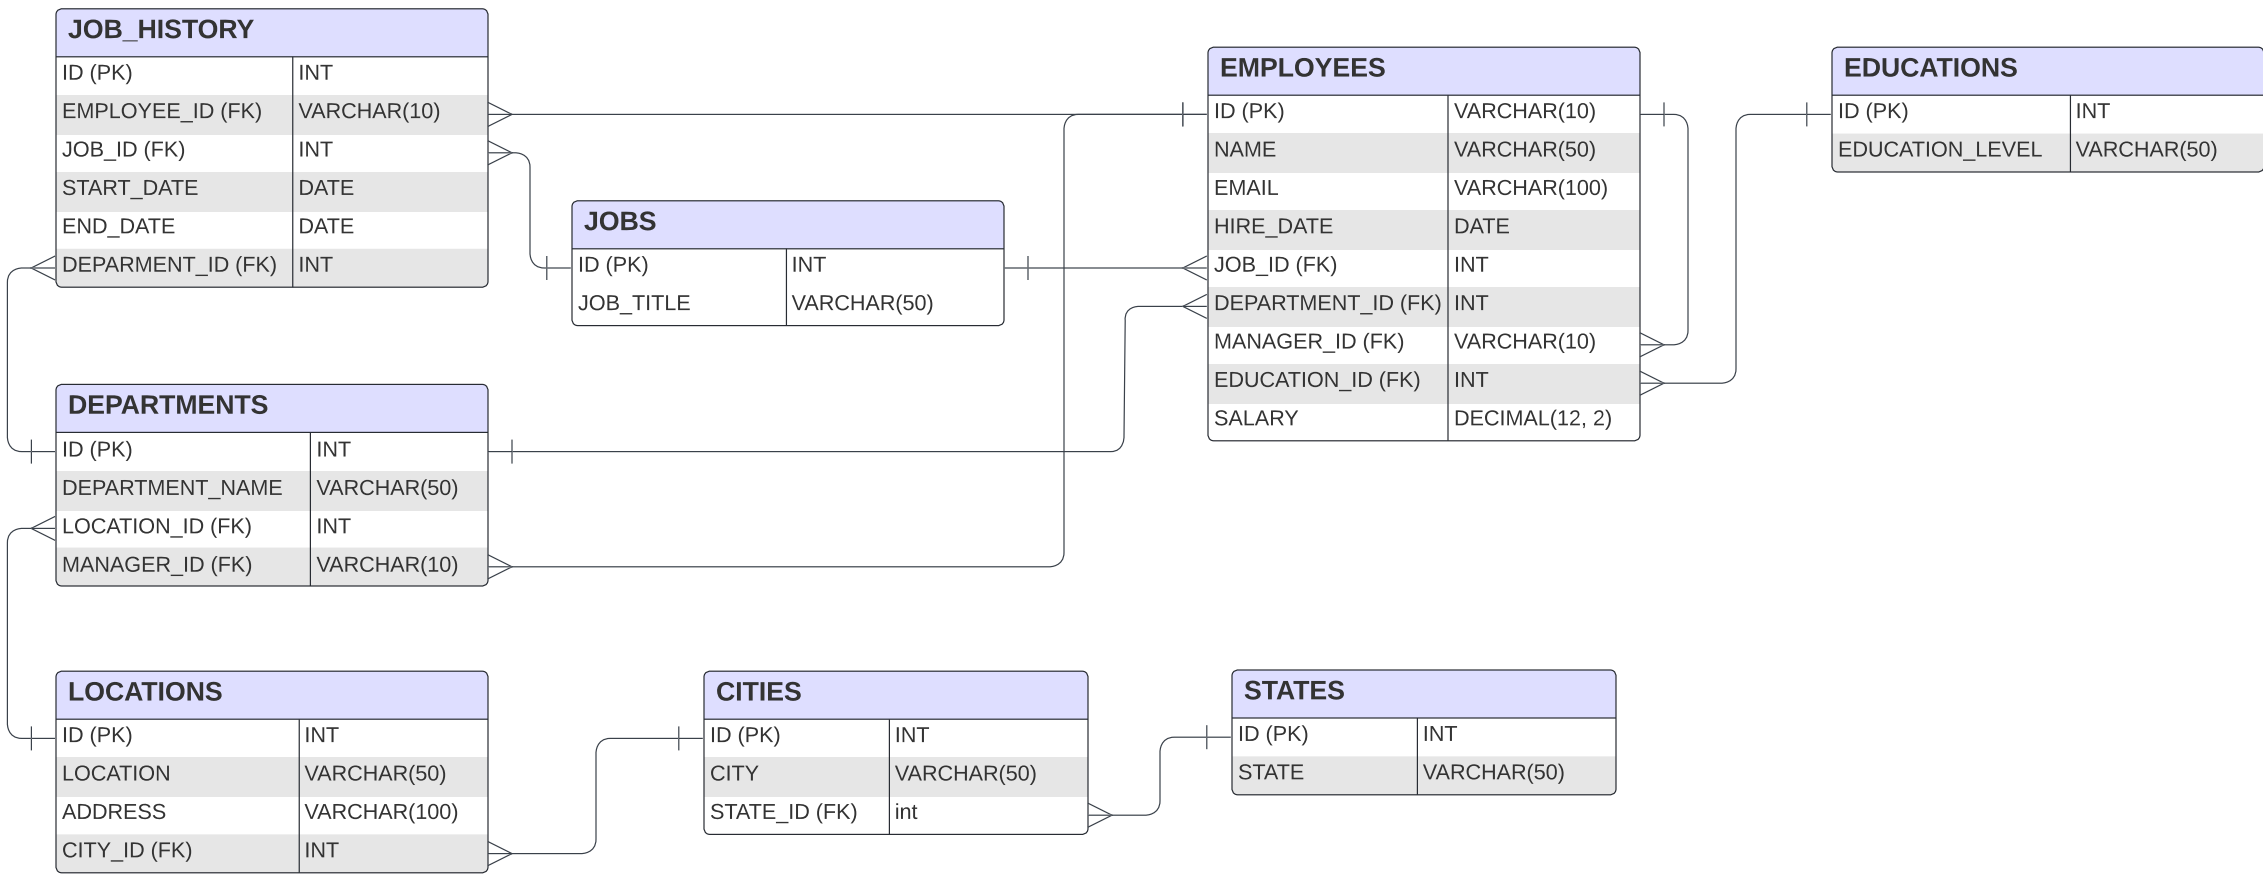 JOB_HISTORY
ID (PK) INT
EMPLOYEE_ID (FK) VARCHAR(10)
JOB_ID (FK) INT
START_DATE DATE
END_DATE DATE
DEPARMENT_ID (FK) INT
JOBS
ID (PK) INT
JOB_TITLE VARCHAR(50)
EMPLOYEES
ID (PK) VARCHAR(10)
NAME VARCHAR(50)
EMAIL VARCHAR(100)
HIRE_DATE DATE
JOB_ID (FK) INT
DEPARTMENT_ID (FK) INT
MANAGER_ID (FK) VARCHAR(10)
EDUCATION_ID (FK) INT
SALARY DECIMAL(12, 2)
EDUCATIONS
ID (PK) INT
EDUCATION_LEVEL VARCHAR(50)
DEPARTMENTS
ID (PK) INT
DEPARTMENT_NAME VARCHAR(50)
LOCATION_ID (FK) INT
MANAGER_ID (FK) VARCHAR(10)
LOCATIONS
ID (PK) INT
LOCATION VARCHAR(50)
ADDRESS VARCHAR(100)
CITY_ID (FK) INT
CITIES
ID (PK) INT
CITY VARCHAR(50)
STATE_ID (FK) int
STATES
ID (PK) INT
STATE VARCHAR(50)